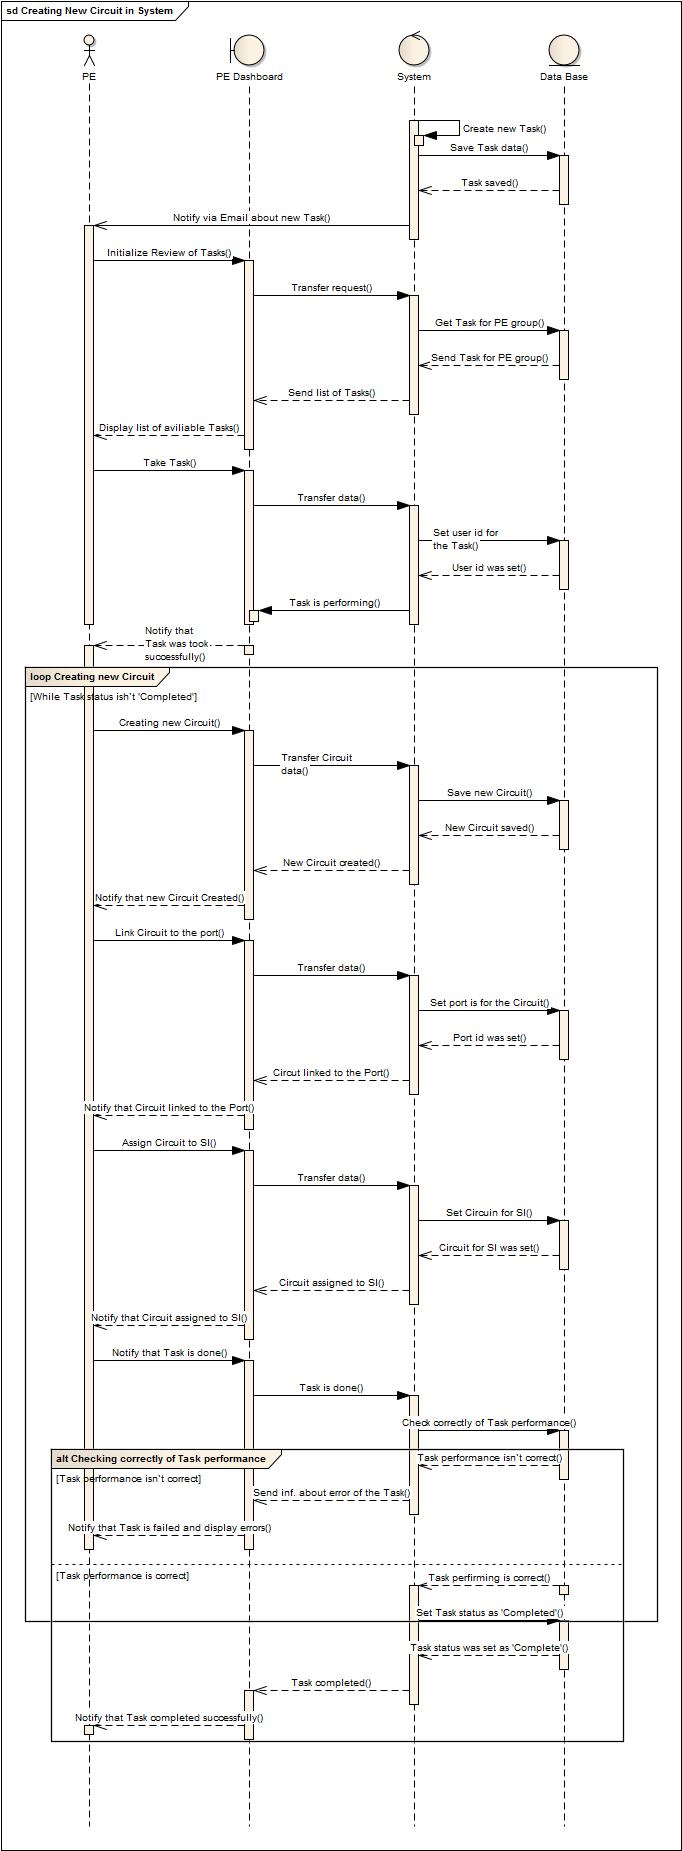 sd Creating New Circuit in System
PE
PE Dashboard
System
Data Base
Create new Task()
Save Task data()
Task saved()
Notify via Email about new Task()
Initialize Review of Tasks()
Transfer request()
Get Task for PE group()
Send Task for PE group()
Send list of Tasks()
Display list of aviliable Tasks()
Take Task()
Transfer data()
Set user id for
the Task()
User id was set()
Task is performing()
Notify that
Task was took
successfully()
loop Creating new Circuit
[While Task status ish`t 'Completed']
Creating new Circuit()
Transfer Circuit
data()
Save new Circuit()
New Circuit saved()
New Circuit created()
Notify that new Circuit Created()
Link Circuit to the port()
Transfer data()
Set port is for the Circuit()
Port id was set()
Circut linked to the Port()
Notify that Circuit linked to the Port()
Assign Circuit to SI()
Transfer data()
Set Circuin for SI()
Circuit for SI was set()
Circuit assigned to SI()
Notify that Circuit assigned to SI()
Notify that Task is done()
Task is done()
Check correctly of Task performance()
alt Checking correctly of Task performance
Task performance isn't correct()
[Task performance isn`t correct]
Send inf. about error of the Task()
Notify that Task is failed and display errors()
[Task performance is correct]
Task perfirming is correct()
Set Task status as 'Completed'()
Task status was set as 'Complete'()
Task completed()
Notify that Task completed successfully()